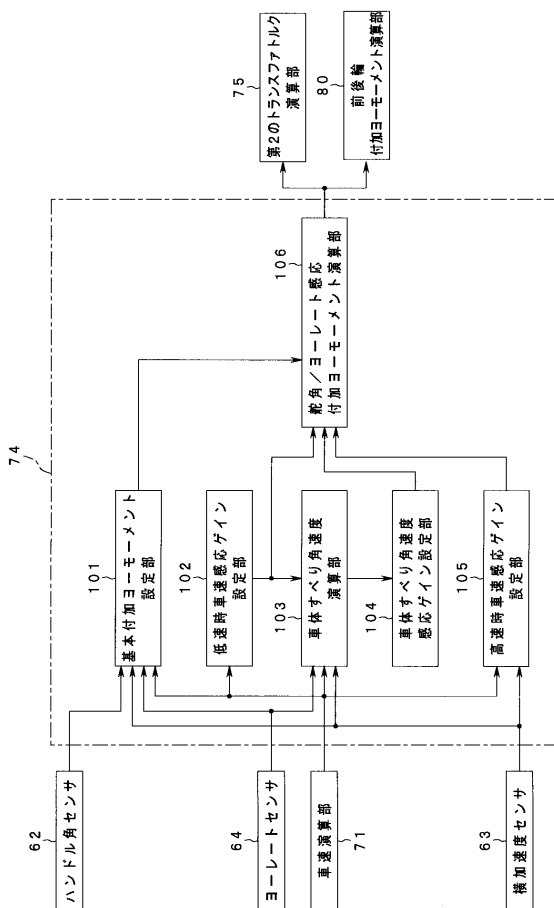 74
62
ハンドル角センサ
64
ヨーレートセンサ
車速演算部
71
63
横加速度センサ
101
基本付加ヨーモーメント
設定部
102
低速時車速感応ゲイン
設定部
103
車体すべり角速度
演算部
104
車体すべり角速度
感応ゲイン設定部
105
高速時車速感応ゲイン
設定部
106
舵角／ヨーレート感応
付加ヨーモーメント演算部
75
第2のトランスファトルク
演算部
80
前後輪
付加ヨーモーメント演算部